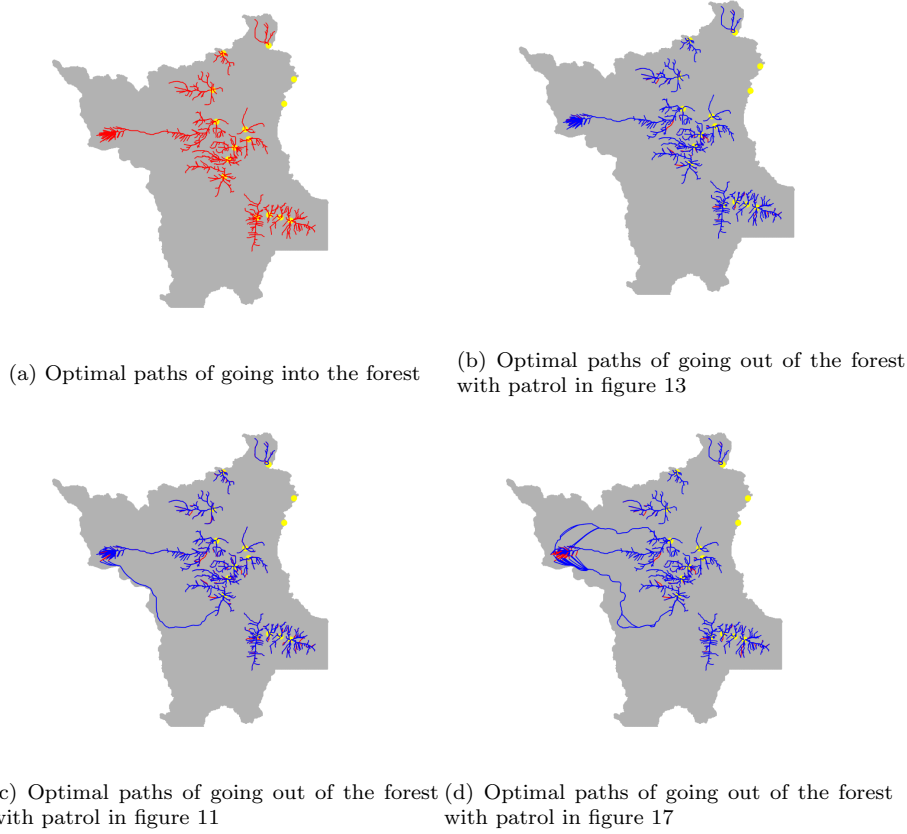 (a) Optimal paths of going into the forest
(b) Optimal paths of going out of the forest
with patrol in figure 13
c) Optimal paths of going out of the forest
with patrol in figure 11
(d) Optimal paths of going out of the forest
with patrol in figure 17